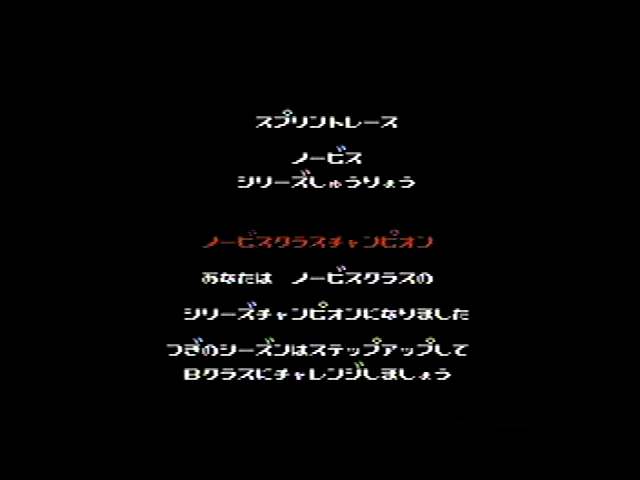 スプリントレース
ノービス
シリーズしゅうりょう
ノービスクラスチャンピオン
あなたは　ノービスクラスの
シリーズチャンピオンになりました
つぎのシーズンはステップアップして
Bクラスにチャレンジしましょう